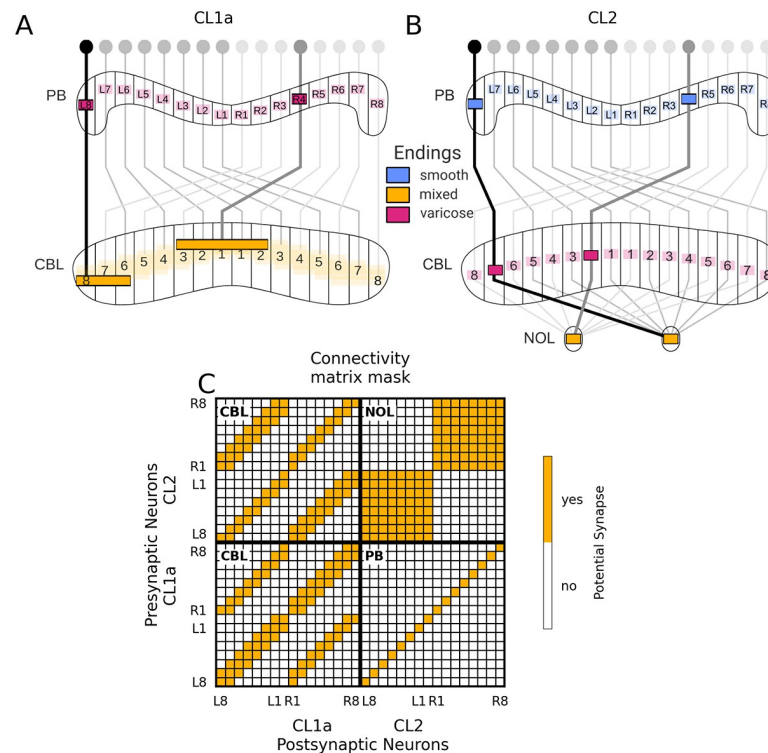 A
CL1a
B
CL2
PB
L8 L7 L6 L5 L4 L3 L2 L1 R1 R2 R3 R4 R5 R6 R7 R8
PB
L7 L6 L5 L4 L3 L2 L1 R1 R2 R3 R5 R6 R7 R
Endings
smooth
mixed
varicose
CBL
8 7 6 5 4 3 2 1 1 2 3 4 5 6 7 8
CBL
8 6 5 4 3 1 1 2 3 4 5 6 7 8
NOL
Connectivity
matrix mask
C
R8
CBL
NOL
R1
L1
L8
R8
CBL
PB
R1
L1
L8
Presynaptic Neurons
CL2
CL1a
yes
no
Potential Synapse
L8 L1 R1 R8 L8 L1 R1 R8
CL1a CL2
Postsynaptic Neurons